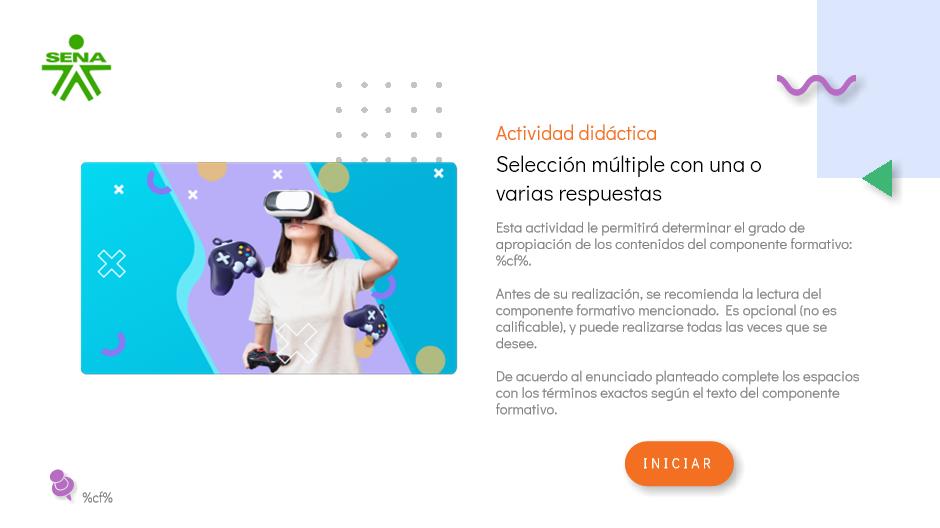 SENA
Actividad didáctica
Selección múltiple con una o
varias respuestas
Esta actividad le permitirá determinar el grado de
apropiación de los contenidos del componente formativo:
%cf%.
Antes de su realización, se recomienda la lectura del
componente formativo mencionado. Es opcional (no es
calificable), y puede realizarse todas las veces que se
desee.
De acuerdo al enunciado planteado complete los espacios
con los términos exactos según el texto del componente
formativo.
INICIAR
%cf%